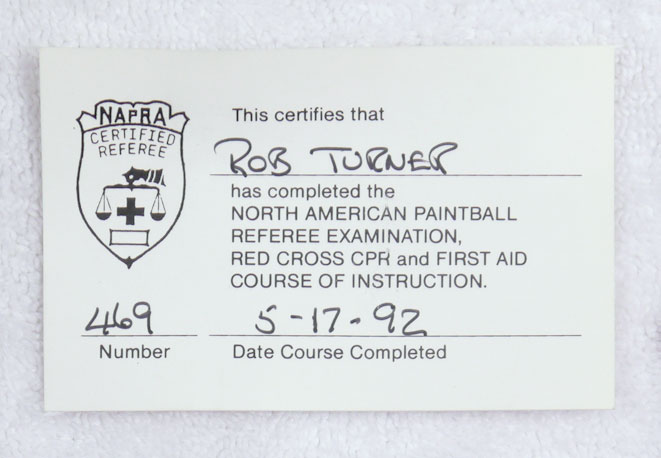 NAPRA
CERTIFIED
REFEREE
This certifies that
ROB TURNER
has completed the
NORTH AMERICAN PAINTBALL
REFEREE EXAMINATION,
RED CROSS CPR and FIRST AID
COURSE OF INSTRUCTION.
469
5-17-92
Number
Date Course Completed